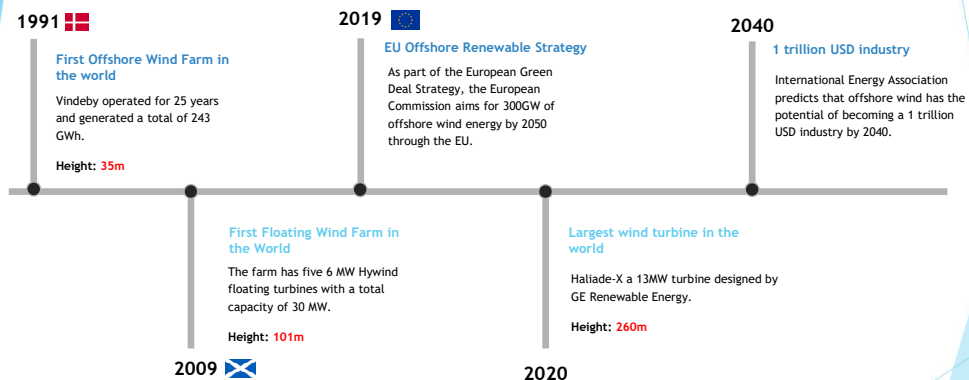 1991
First Offshore Wind Farm in
the world
Vindeby operated for 25 years
and generated a total of 243
GWh.
Height: 35m
2019
EU Offshore Renewable Strategy
As part of the European Green
Deal Strategy, the European
Commission aims for 300GW of
offshore wind energy by 2050
through the EU.
2040
1 trillion USD industry
International Energy Association
predicts that offshore wind has the
potential of becoming a 1 trillion
USD industry by 2040.
First Floating Wind Farm in
the World
The farm has five 6 MW Hywind
floating turbines with a total
capacity of 30 MW.
Height: 101m
2009
Largest wind turbine in the
world
Haliade-X a 13MW turbine designed by
GE Renewable Energy.
Height: 260m
2020